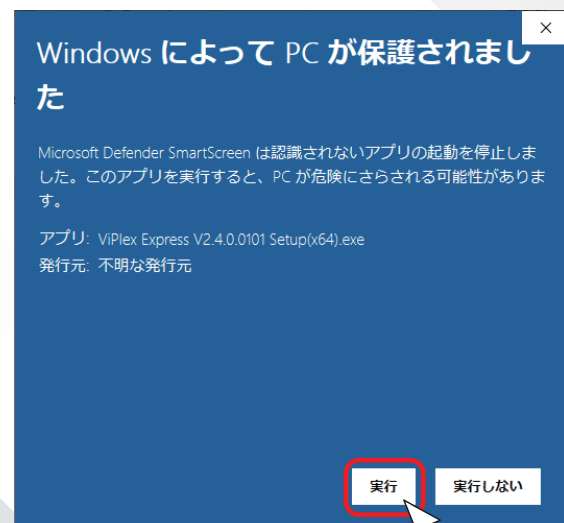 Windows によって PC が保護されまし
た
Microsoft Defender SmartScreen は認識されないアプリの起動を停止しま
した。このアプリを実行すると、PC が危険にさらされる可能性がありま
す。
アプリ: ViPlex Express V2.4.0.0101 Setup(x64).exe
発行元: 不明な発行元
実行 実行しない